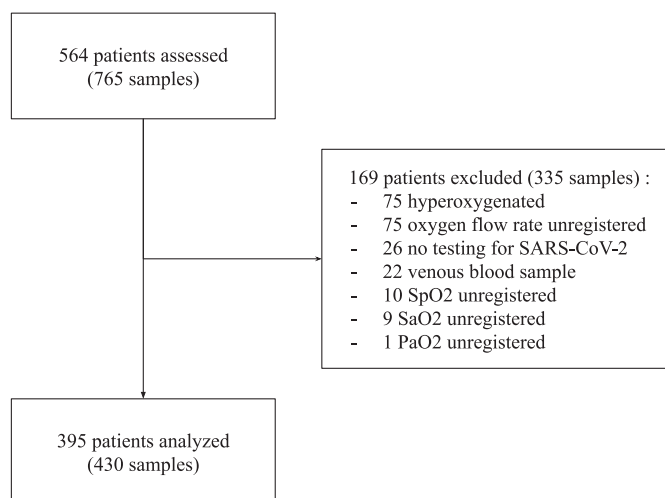 564 patients assessed
(765 samples)
169 patients excluded (335 samples) :
- 75 hyperoxygenated
- 75 oxygen flow rate unregistered
- 26 no testing for SARS-CoV-2
- 22 venous blood sample
- 10 SpO2 unregistered
- 9 SaO2 unregistered
- 1 PaO2 unregistered
395 patients analyzed
(430 samples)